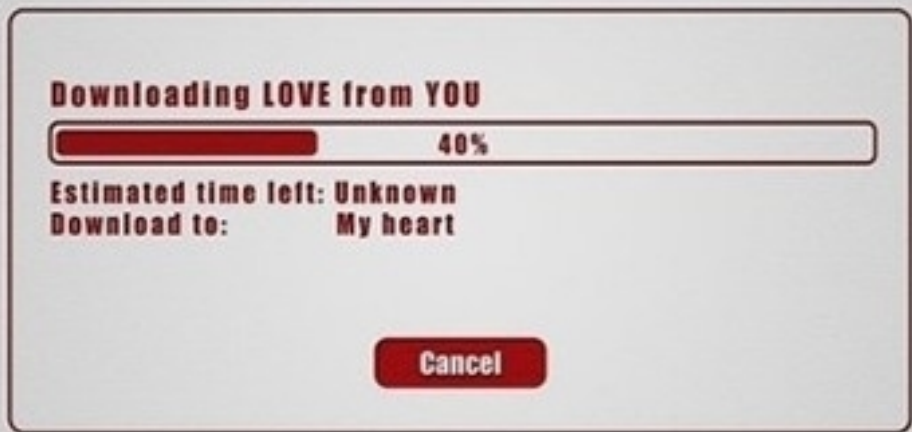 Downloading LOVE from YOU
40%
Estimated time left: Unknown
Download to: My heart
Cancel